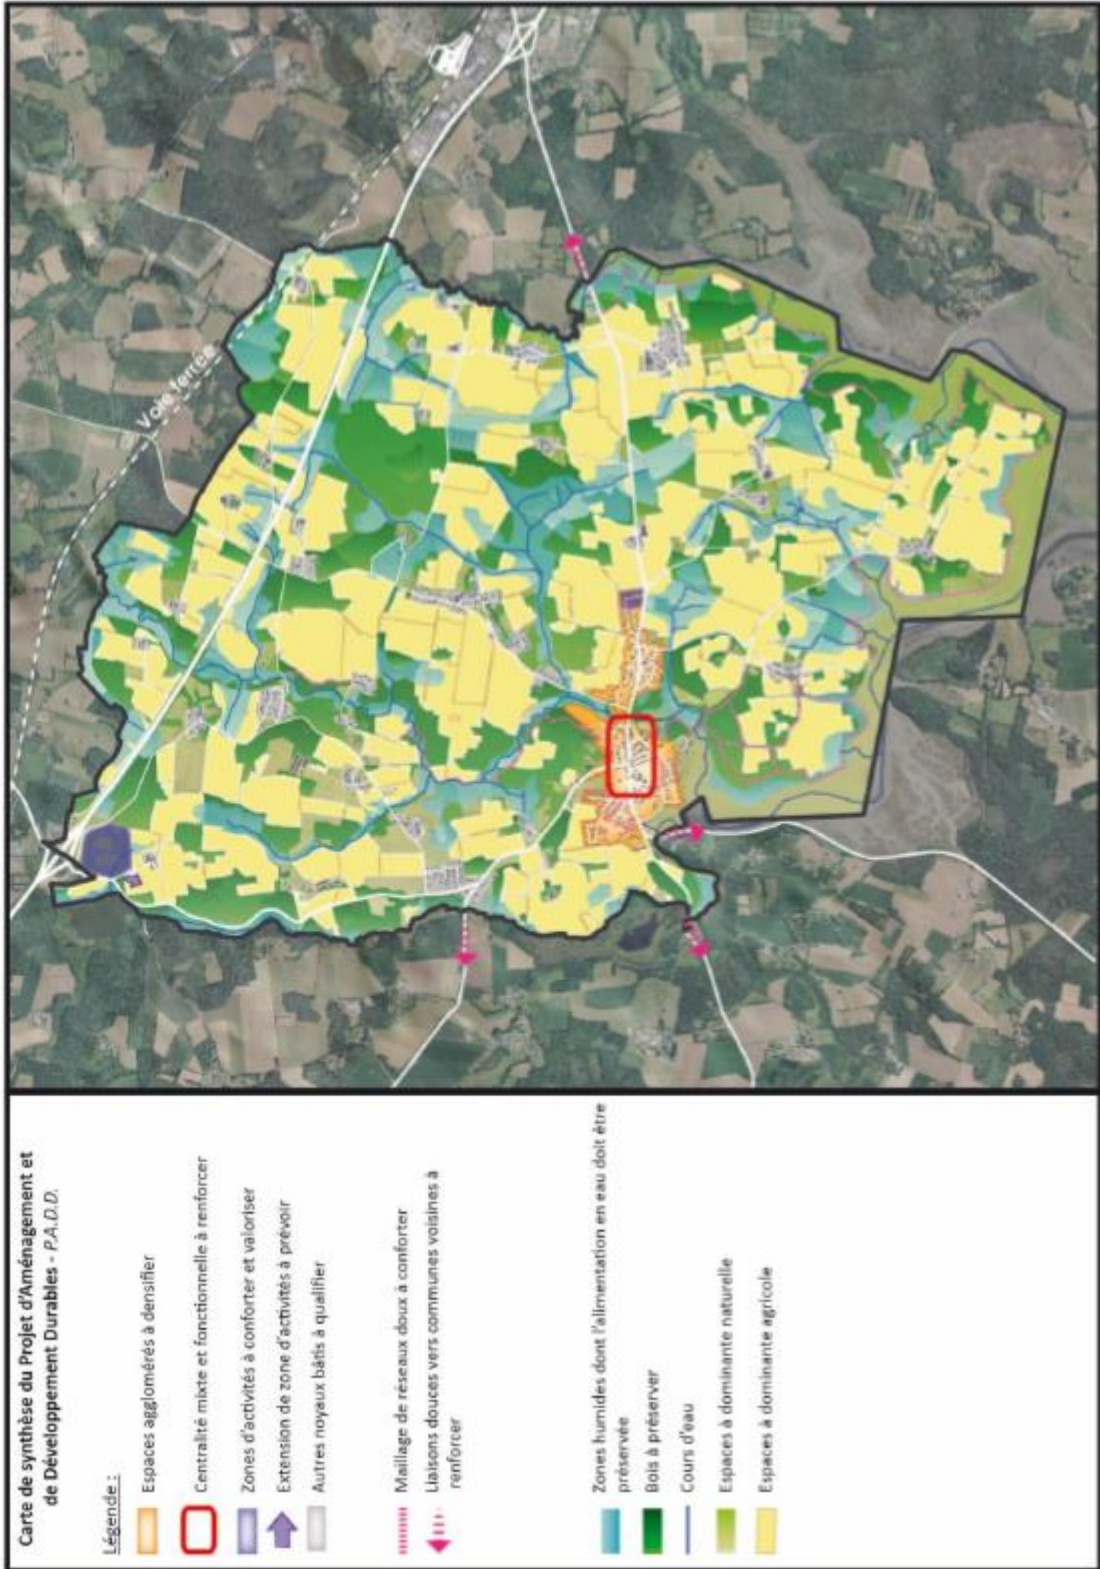 Carte de synthèse du Projet d'Aménagement et
de Développement Durables - P.A.D.D.
Légende :
Espaces agglomérés à densifier
Centralité mixte et fonctionnelle à renforcer
Zones d'activités à conforter et valoriser
Extension de zone d'activités à prévoir
Autres noyaux bâtis à qualifier
Maillage de réseaux doux à conforter
Liaisons douces vers communes voisines à
renforcer
Zones humides dont l'alimentation en eau doit être
préservée
Bois à préserver
Cours d'eau
Espaces à dominante naturelle
Espaces à dominante agricole
Voie ferrée